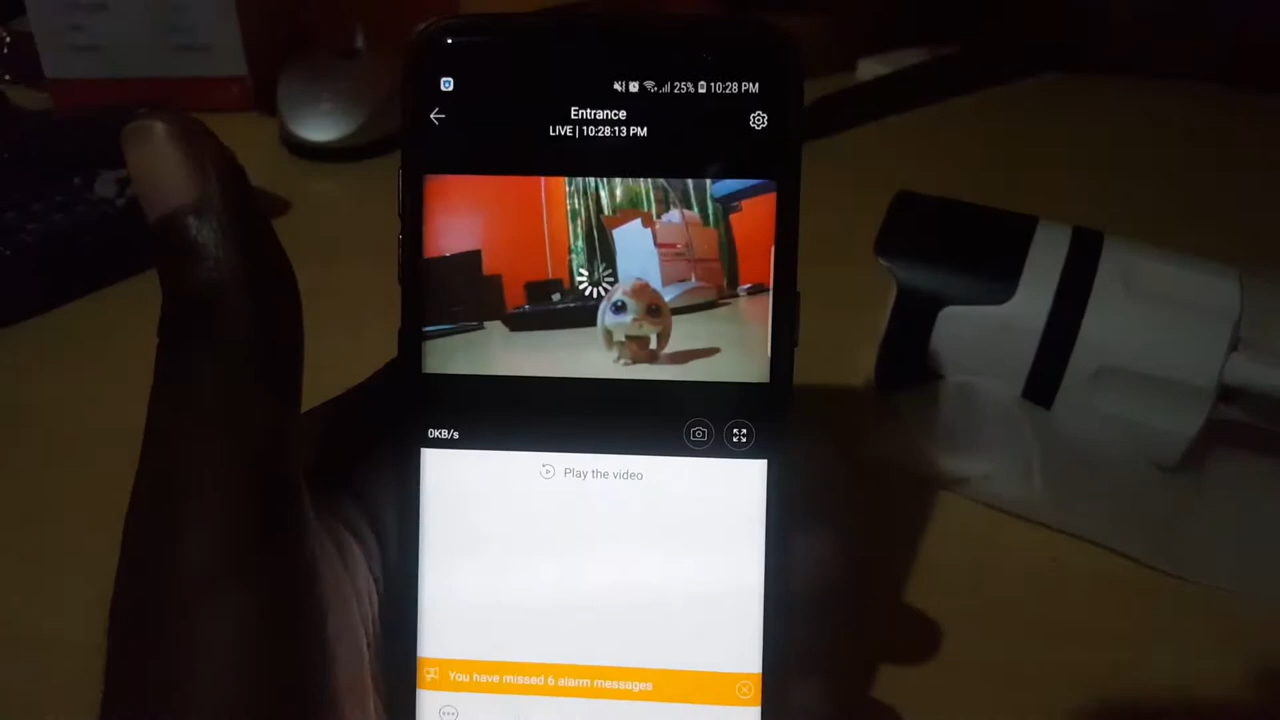 25% 10:28 PM
Entrance
LIVE | 10:28:13 PM
0KB/s
Play the video
You have missed 6 alarm messages